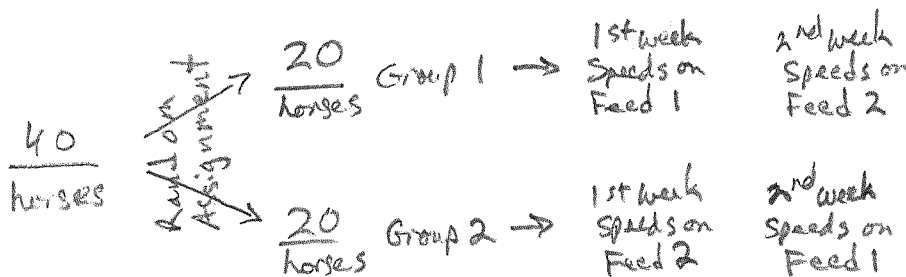 40
horses
Random
Assignment
20
horses
Group 1 →
1st week
Speeds on
Feed 1
2nd week
Speeds on
Feed 2
20
horses
Group 2 →
1st week
Speeds on
Feed 2
2nd week
Speeds on
Feed 1